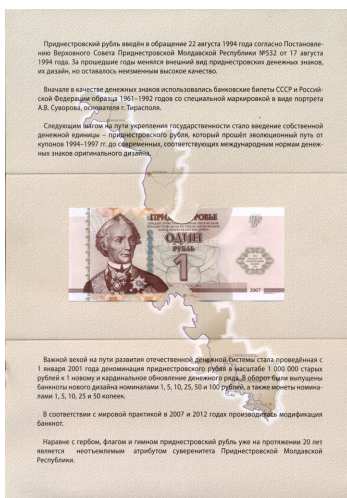 Приднестровский рубль введён в обращение 22 августа 1994 года согласно Постановле-
нию Верховного Совета Приднестровской Молдавской Республики №532 от 17 августа
1994 года. За прошедшие годы менялся внешний вид приднестровских денежных знаков,
их дизайн, но оставалось неизменным высокое качество.
Вначале в качестве денежных знаков использовались банковские билеты СССР и Россий-
ской Федерации образца 1961–1992 годов со специальной маркировкой в виде портрета
А.В. Суворова, основателя г. Тирасполя.
Следующим шагом на пути укрепления государственности стало введение собственной
денежной единицы – приднестровского рубля, который прошёл эволюционный путь от
купонов 1994–1997 гг. до современных, соответствующих международным нормам денеж-
ных знаков оригинального дизайна.
ОДИН
РУБЛЬ
1
2007
Важной вехой на пути развития отечественной денежной системы стала проведённая с
1 января 2001 года деноминация приднестровского рубля в масштабе 1 000 000 старых
рублей к 1 новому и кардинальное обновление денежного ряда. В оборот были выпущены
банкноты нового дизайна номиналами 1, 5, 10, 25, 50 и 100 рублей, а также монеты номина-
лами 1, 5, 10, 25 и 50 копеек.
В соответствии с мировой практикой в 2007 и 2012 годах производилась модификация
банкнот.
Наравне с гербом, флагом и гимном приднестровский рубль уже на протяжении 20 лет
является неотъемлемым атрибутом суверенитета Приднестровской Молдавской
Республики.